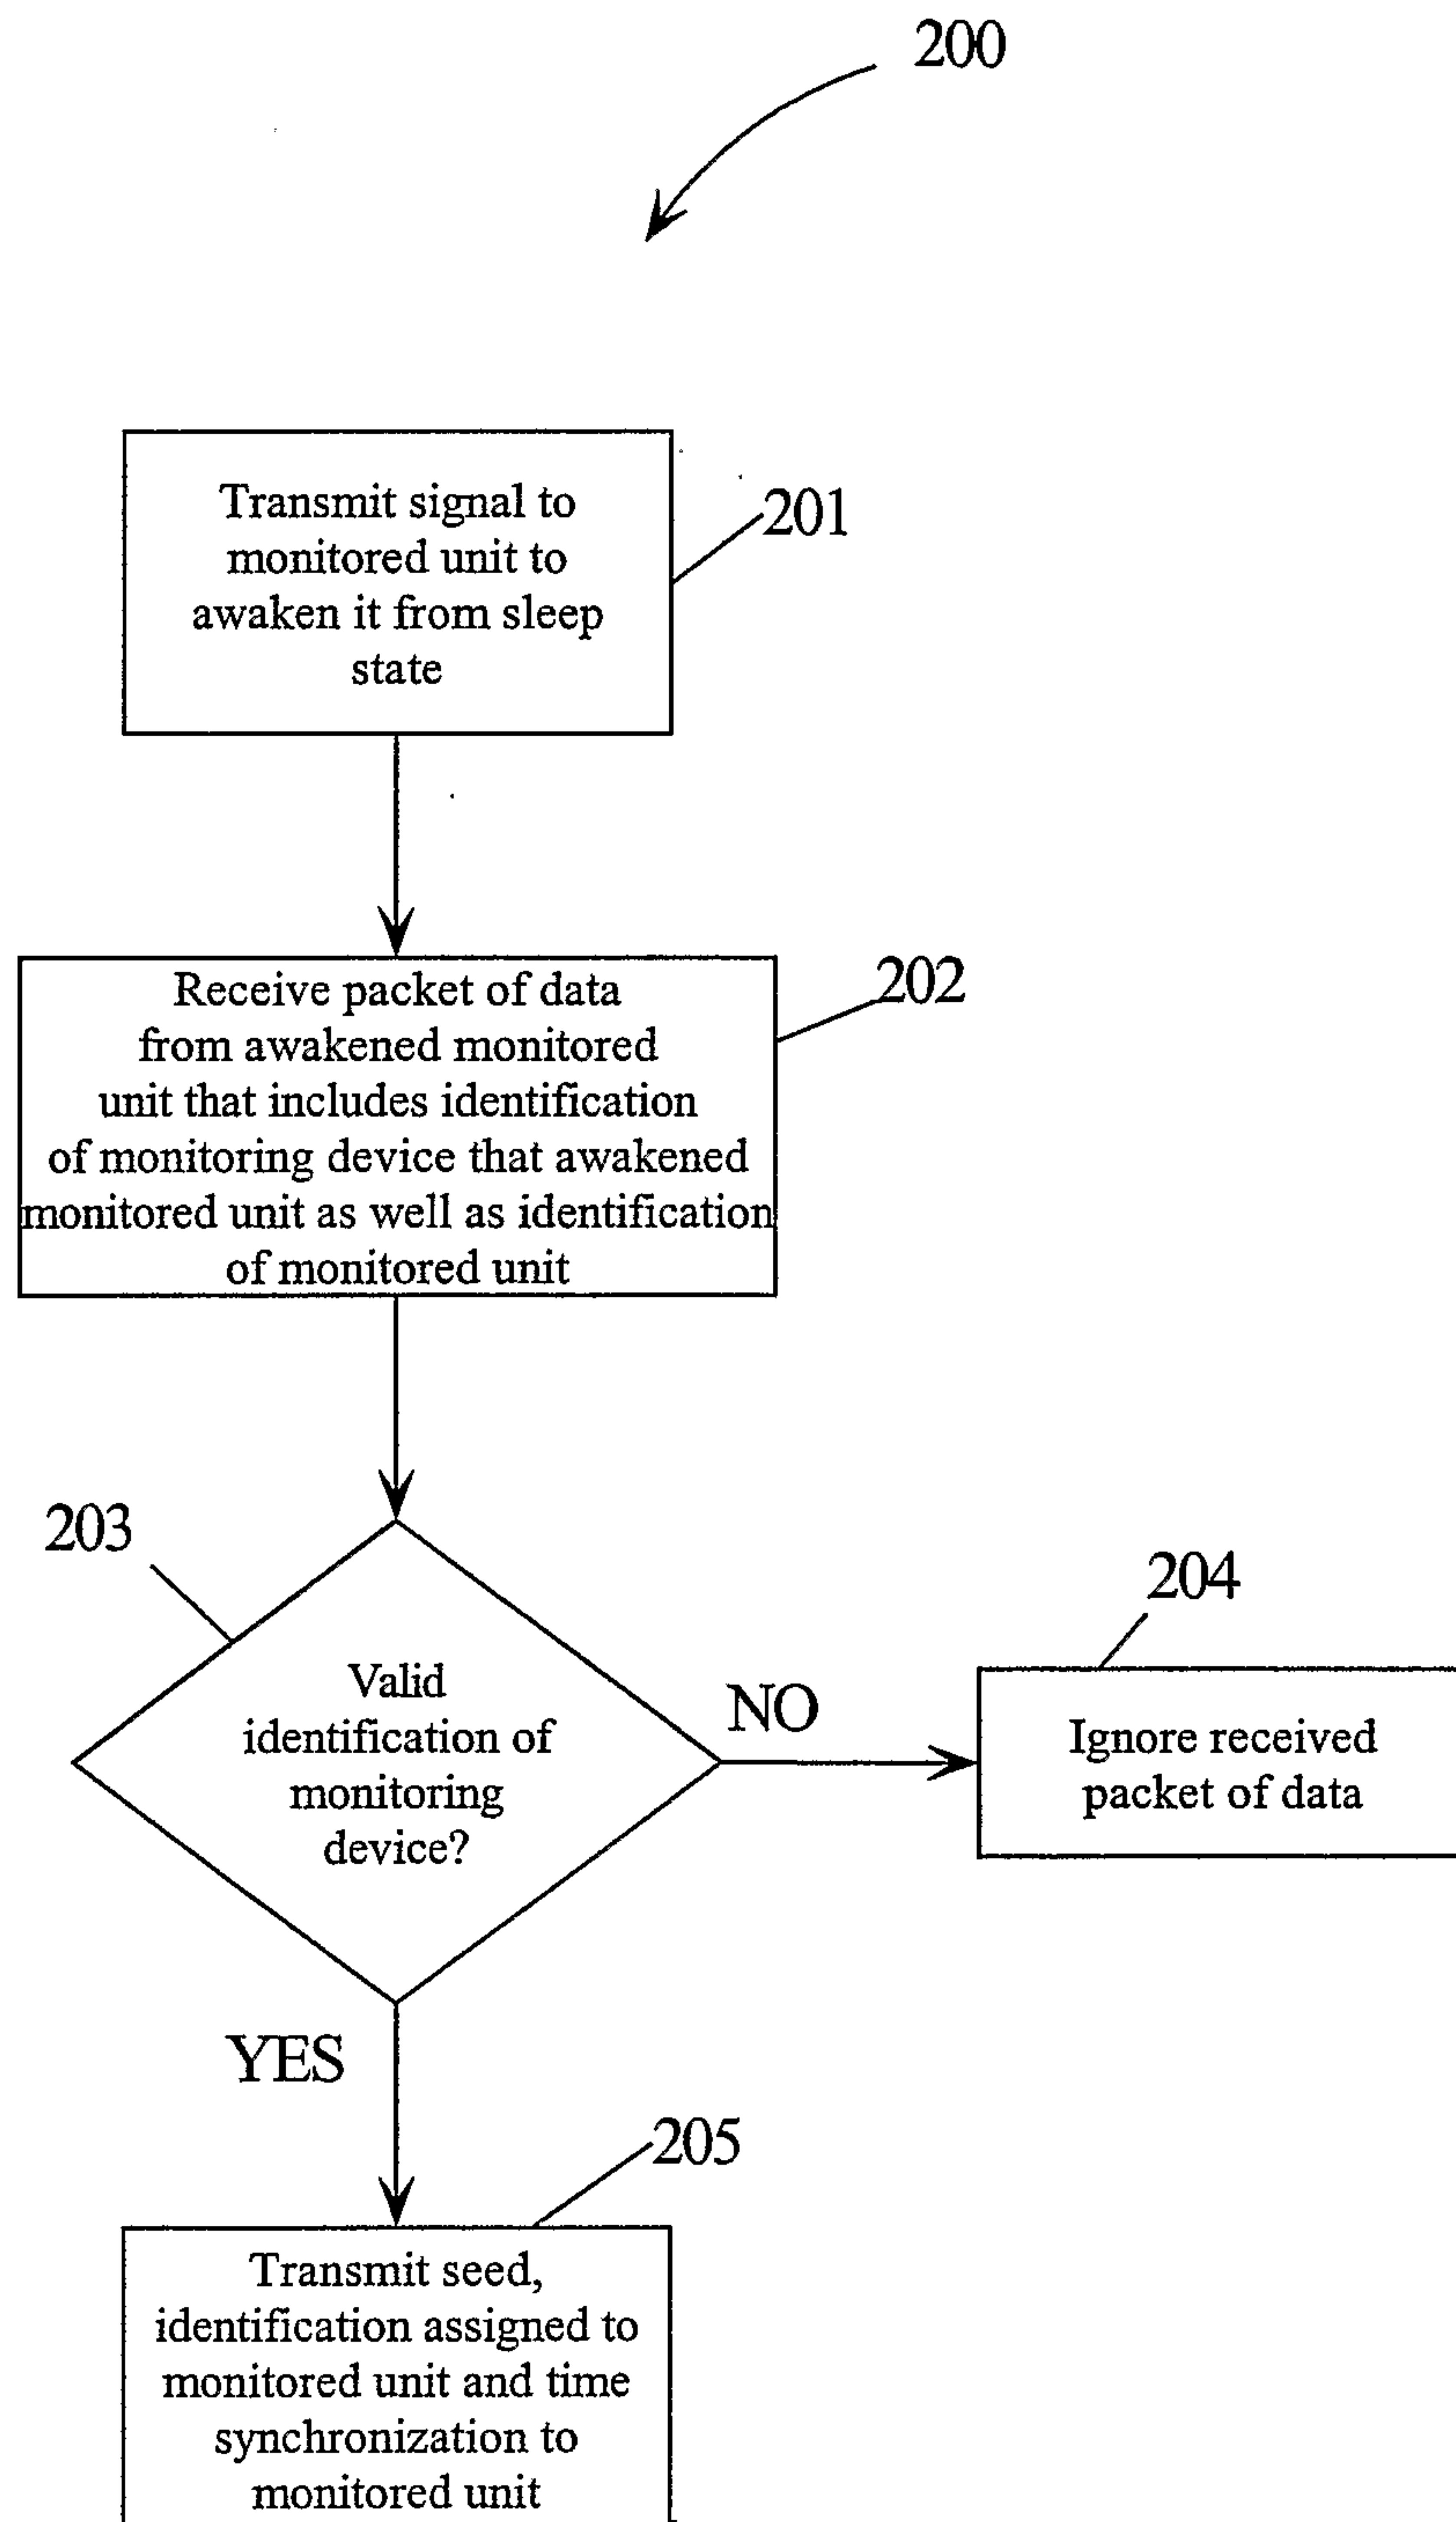 200
Transmit signal to
monitored unit to
awaken it from sleep
state
201
Receive packet of data
from awakened monitored
unit that includes identification
of monitoring device that awakened
monitored unit as well as identification
of monitored unit
202
203
Valid
identification of
monitoring
device?
NO
204
Ignore received
packet of data
YES
205
Transmit seed,
identification assigned to
monitored unit and time
synchronization to
monitored unit